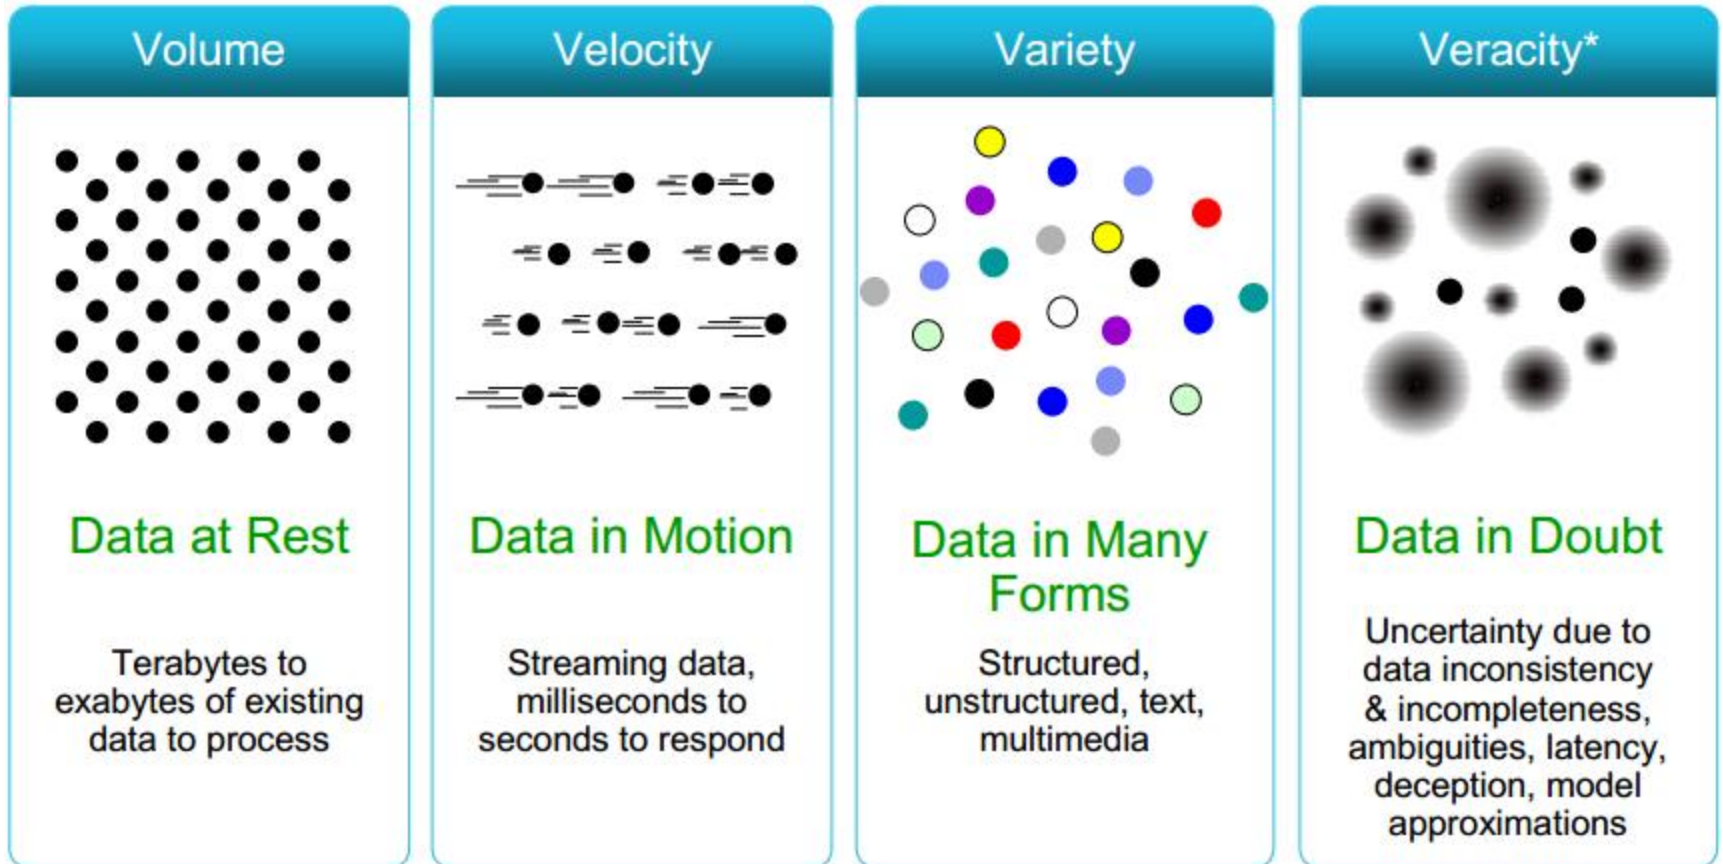 Volume
Data at Rest
Terabytes to
exabytes of existing
data to process
Velocity
Data in Motion
Streaming data,
milliseconds to
seconds to respond
Variety
Data in Many
Forms
Structured,
unstructured, text,
multimedia
Veracity*
Data in Doubt
Uncertainty due to
data inconsistency
& incompleteness,
ambiguities, latency,
deception, model
approximations